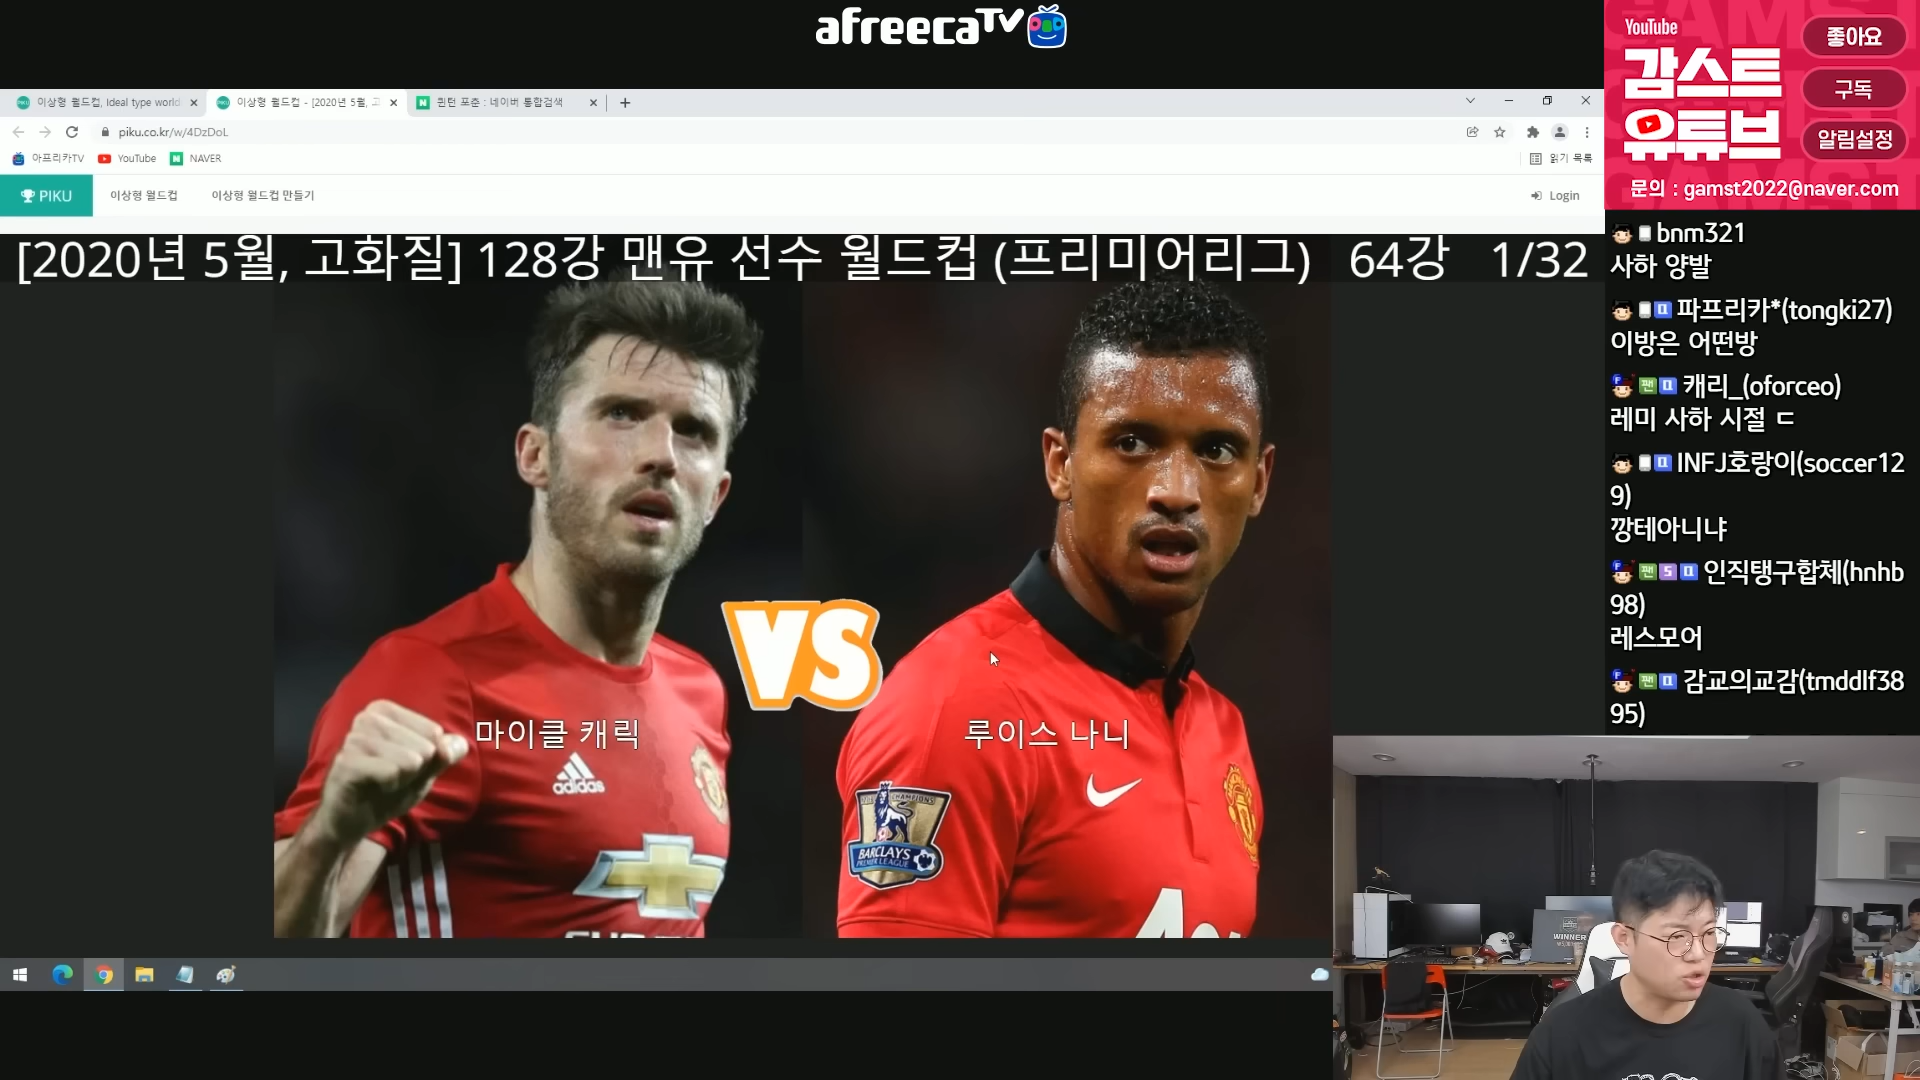 afreecaTV
이상형 월드컵, Ideal type world
이상형 월드컵 - [2020년 5월, 고
퀸턴 포춘 : 네이버 통합검색
piku.co.kr/w/4DzDoL
아프리카TV
YouTube
NAVER
읽기 목록
PIKU
이상형 월드컵
이상형 월드컵 만들기
Login
[2020년 5월, 고화질] 128강 맨유 선수 월드컵 (프리미어리그) 64강 1/32
VS
마이클 캐릭
루이스 나니
adidas
CHAMPIONS
BARCLAYS
PREMIER LEAGUE
YouTube
감스트
유튜브
좋아요
구독
알림설정
문의 : gamst2022@naver.com
bnm321
사하 양발
파프리카*(tongki27)
이방은 어떤방
캐리_(oforceo)
레미 사하 시절 ㄷ
INFJ호랑이(soccer12
9)
깡테아니냐
인직탱구합체(hnhb
98)
레스모어
감교의교감(tmddlf38
95)
WINNER